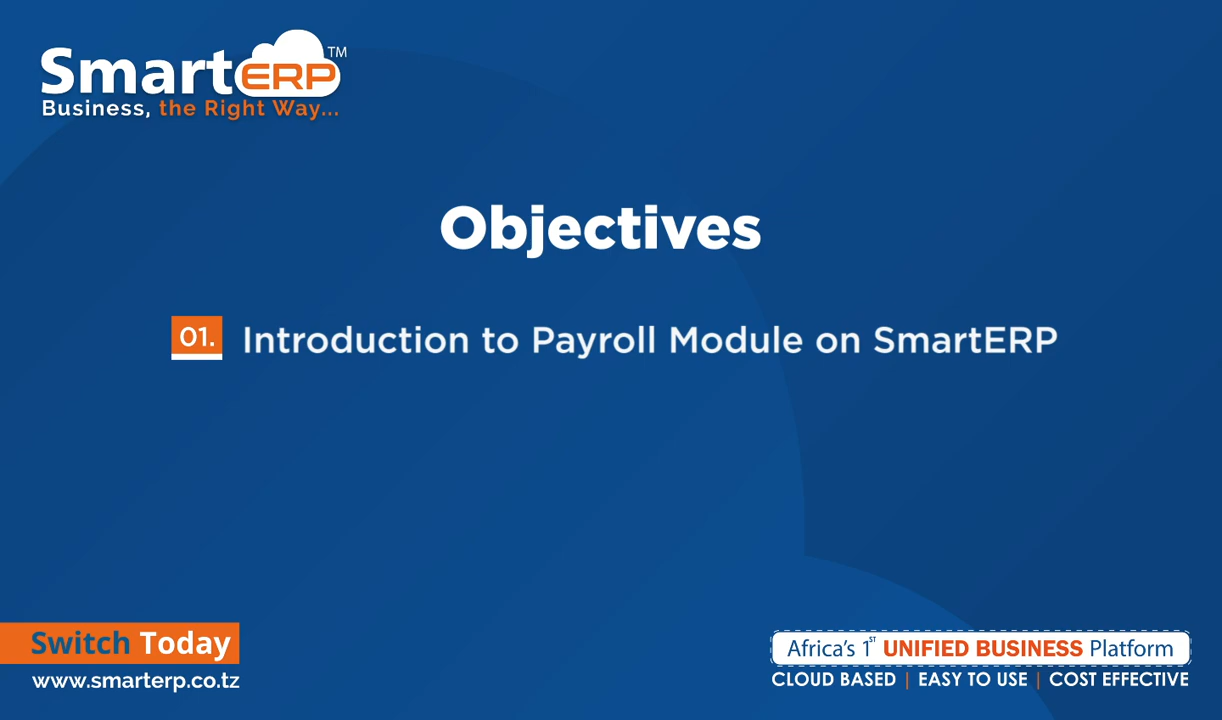 SmartERP™
Business, the Right Way...
Objectives
01. Introduction to Payroll Module on SmartERP
Switch Today
www.smarterp.co.tz
Africa's 1ST UNIFIED BUSINESS Platform
CLOUD BASED | EASY TO USE | COST EFFECTIVE